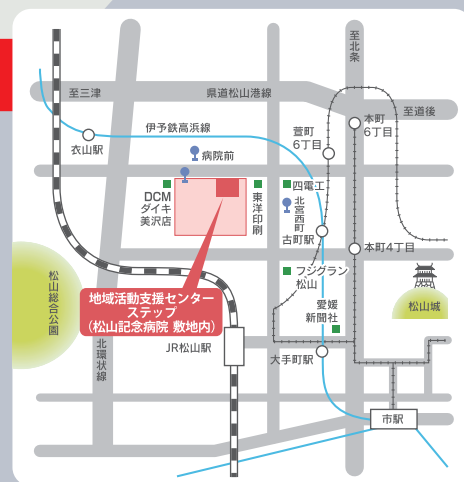 至北条
至三津
県道松山港線
至道後
本町
6丁目
伊予鉄高浜線
萱町
6丁目
衣山駅
病院前
四電工
DCM
ダイキ
美沢店
東洋印刷
北宮西町
古町駅
本町4丁目
フジグラン
松山
松山総合公園
地域活動支援センター
ステップ
(松山記念病院 敷地内)
愛媛
新聞社
松山城
北環状線
JR松山駅
大手町駅
市駅